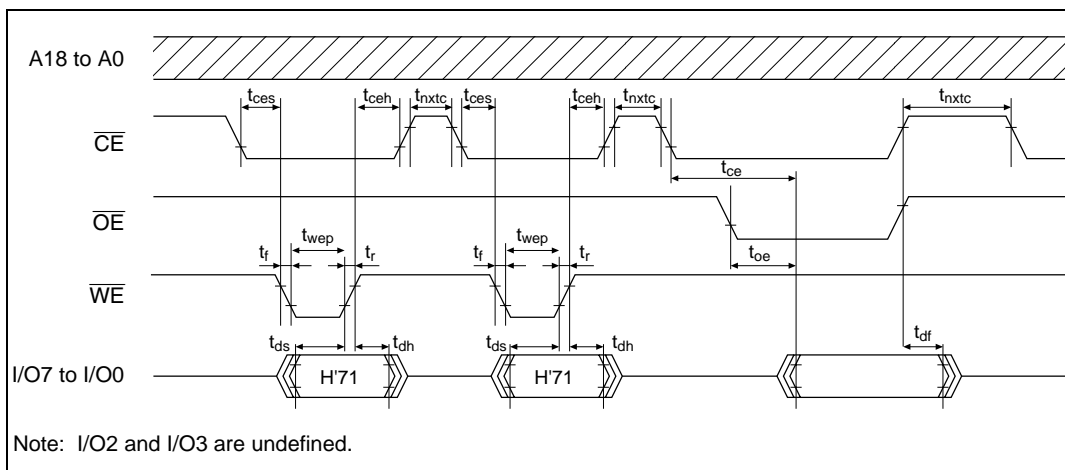 A18 to A0
tces tceh tnxtc tces tceh tnxtc tnxtc
CE
tce
OE
twep twep
tf tr tf tr toe
WE
tds tdh tds tdh tdf
I/O7 to I/O0 H'71 H'71
Note: I/O2 and I/O3 are undefined.